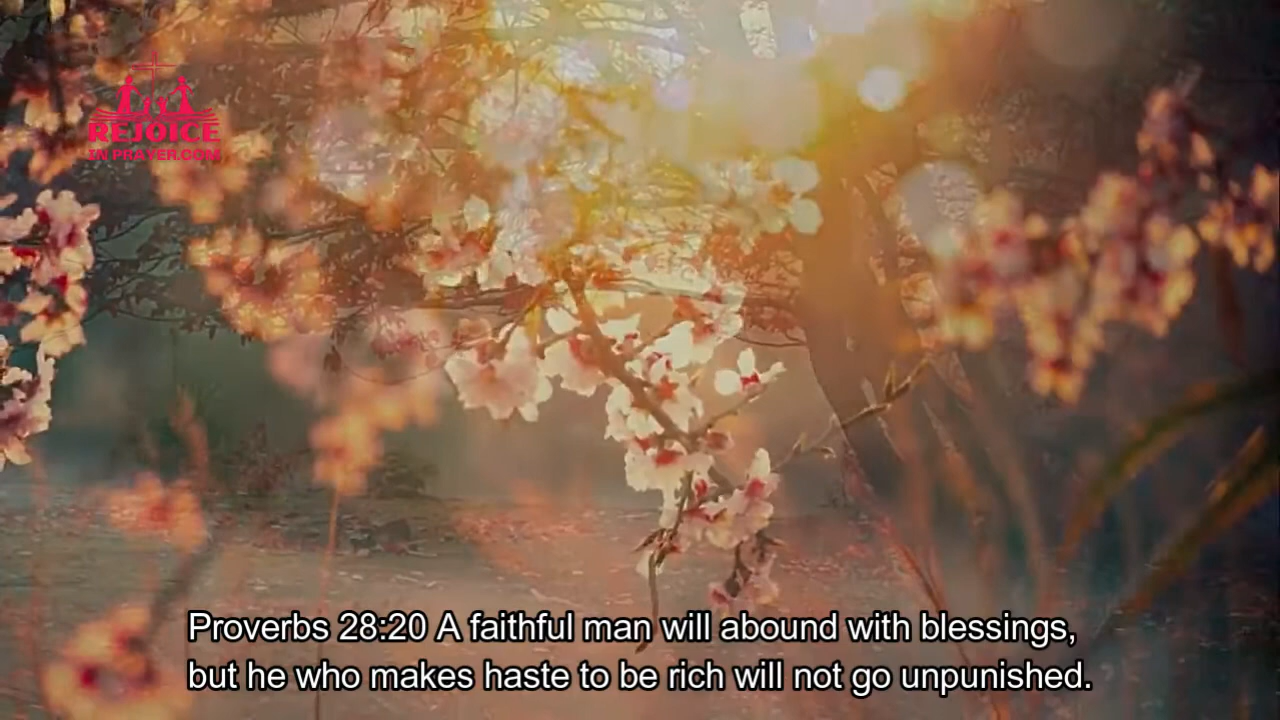 REJOICE
IN PRAYER.COM
Proverbs 28:20 A faithful man will abound with blessings,
but he who makes haste to be rich will not go unpunished.